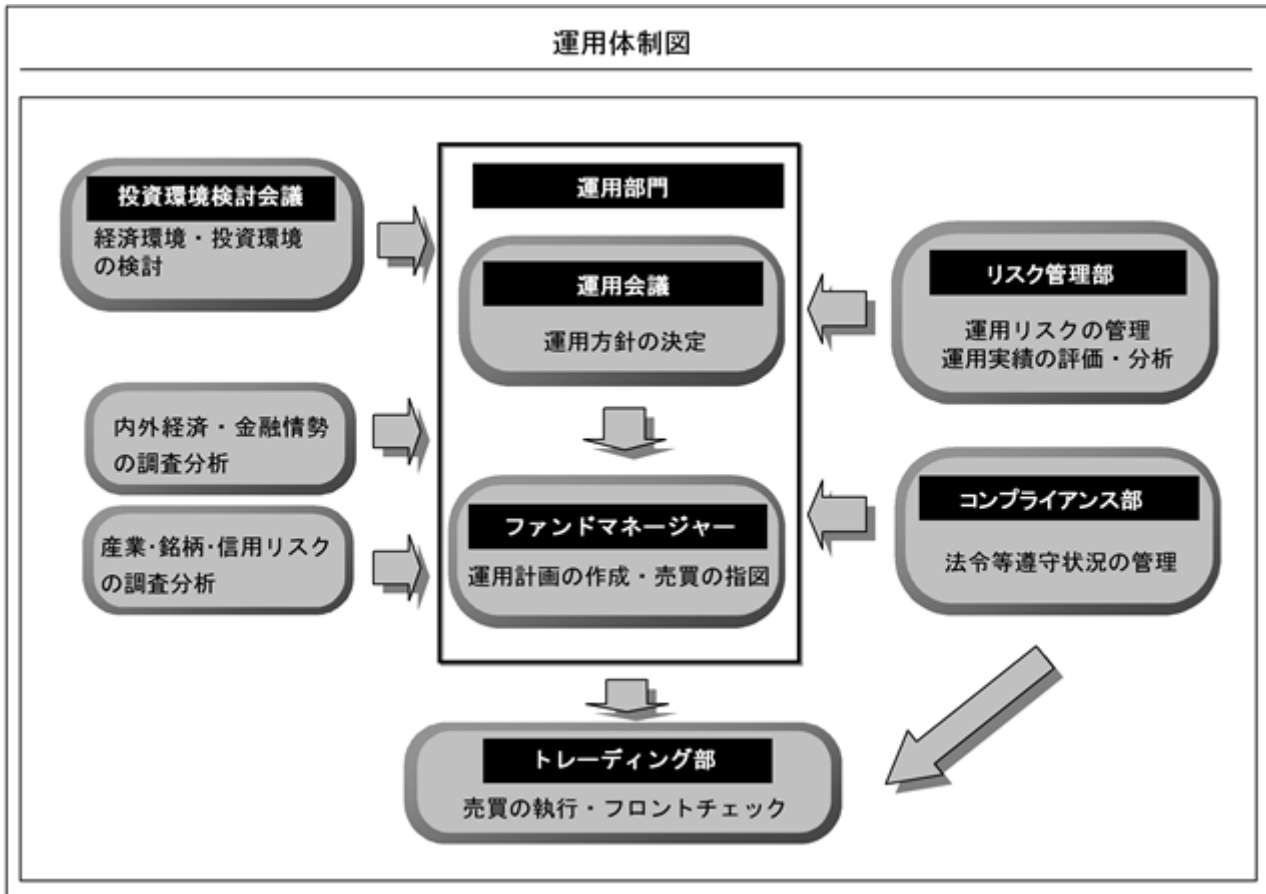 運用体制図
投資環境検討会議
経済環境・投資環境
の検討
内外経済・金融情勢
の調査分析
産業・銘柄・信用リスク
の調査分析
運用部門
運用会議
運用方針の決定
ファンドマネージャー
運用計画の作成・売買の指図
リスク管理部
運用リスクの管理
運用実績の評価・分析
コンプライアンス部
法令等遵守状況の管理
トレーディング部
売買の執行・フロントチェック